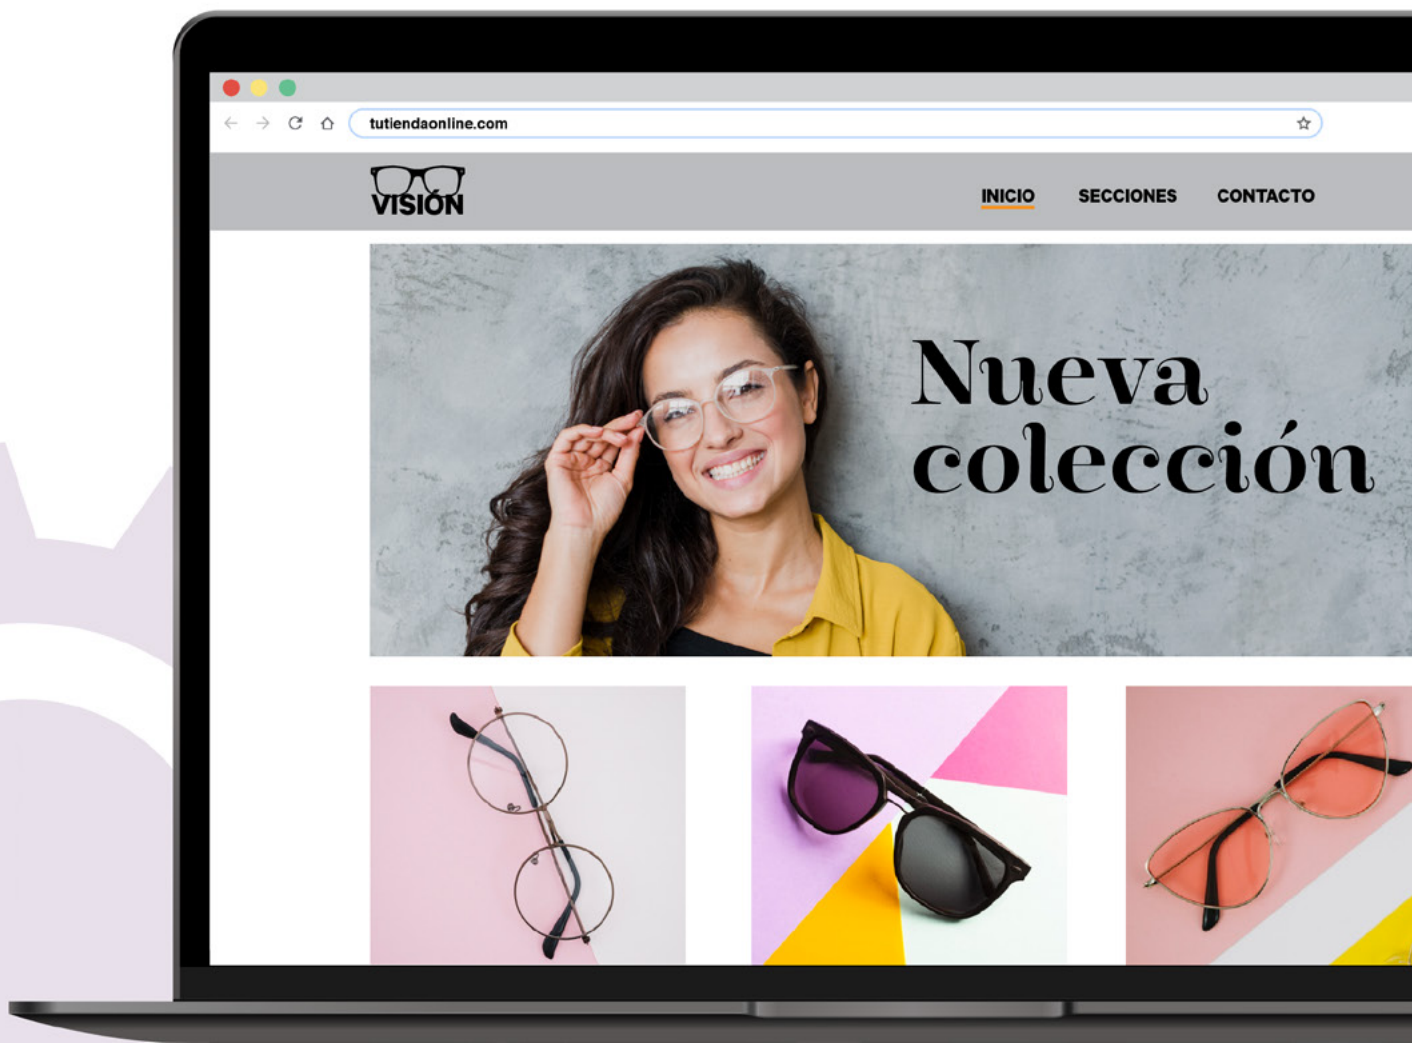 tutiendaonline.com
VISIÓN
INICIO SECCIONES CONTACTO
Nueva
colección